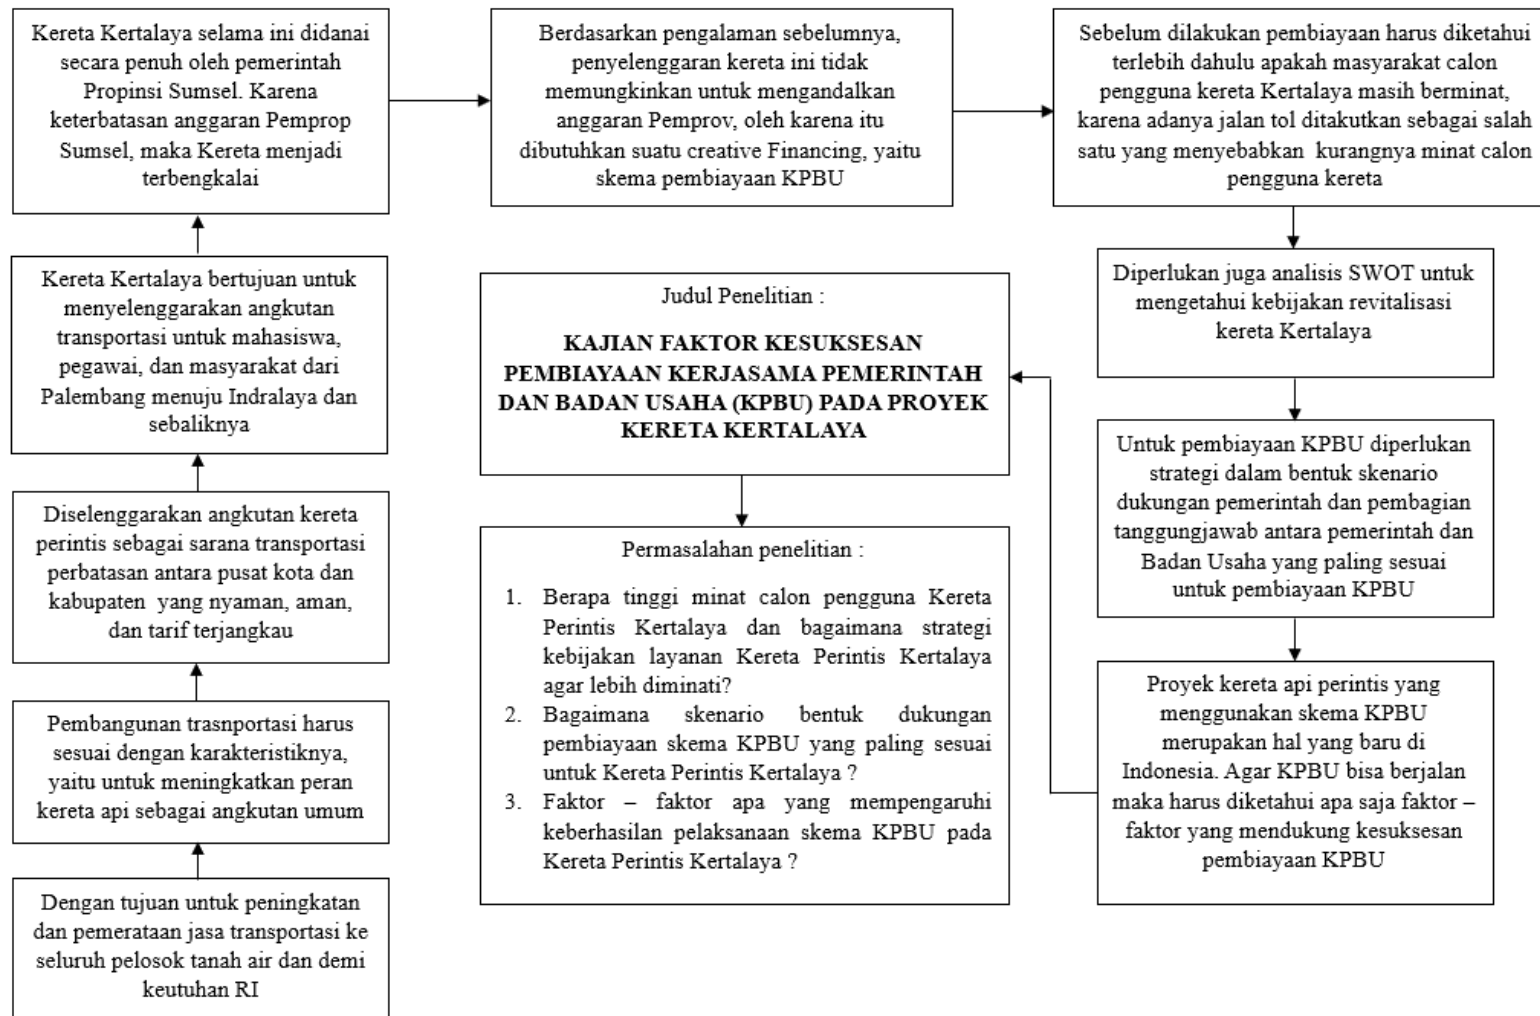 Kereta Kertalaya selama ini didanai
secara penuh oleh pemerintah
Propinsi Sumsel. Karena
keterbatasan anggaran Pemprop
Sumsel, maka Kereta menjadi
terbengkalai
Berdasarkan pengalaman sebelumnya,
penyelenggaran kereta ini tidak
memungkinkan untuk mengandalkan
anggaran Pemprov, oleh karena itu
dibutuhkan suatu creative Financing, yaitu
skema pembiayaan KPBU
Sebelum dilakukan pembiayaan harus diketahui
terlebih dahulu apakah masyarakat calon
pengguna kereta Kertalaya masih berminat,
karena adanya jalan tol ditakutkan sebagai salah
satu yang menyebabkan kurangnya minat calon
pengguna kereta
Kereta Kertalaya bertujuan untuk
menyelenggarakan angkutan
transportasi untuk mahasiswa,
pegawai, dan masyarakat dari
Palembang menuju Indralaya dan
sebaliknya
Judul Penelitian :
KAJIAN FAKTOR KESUKSESAN
PEMBIAYAAN KERJASAMA PEMERINTAH
DAN BADAN USAHA (KPBU) PADA PROYEK
KERETA KERTALAYA
Diperlukan juga analisis SWOT untuk
mengetahui kebijakan revitalisasi
kereta Kertalaya
Diselenggarakan angkutan kereta
perintis sebagai sarana transportasi
perbatasan antara pusat kota dan
kabupaten yang nyaman, aman,
dan tarif terjangkau
Untuk pembiayaan KPBU diperlukan
strategi dalam bentuk skenario
dukungan pemerintah dan pembagian
tanggungjawab antara pemerintah dan
Badan Usaha yang paling sesuai
untuk pembiayaan KPBU
Permasalahan penelitian :
1. Berapa tinggi minat calon pengguna Kereta
Perintis Kertalaya dan bagaimana strategi
kebijakan layanan Kereta Perintis Kertalaya
agar lebih diminati?
2. Bagaimana skenario bentuk dukungan
pembiayaan skema KPBU yang paling sesuai
untuk Kereta Perintis Kertalaya ?
3. Faktor – faktor apa yang mempengaruhi
keberhasilan pelaksanaan skema KPBU pada
Kereta Perintis Kertalaya ?
Pembangunan trasnportasi harus
sesuai dengan karakteristiknya,
yaitu untuk meningkatkan peran
kereta api sebagai angkutan umum
Proyek kereta api perintis yang
menggunakan skema KPBU
merupakan hal yang baru di
Indonesia. Agar KPBU bisa berjalan
maka harus diketahui apa saja faktor –
faktor yang mendukung kesuksesan
pembiayaan KPBU
Dengan tujuan untuk peningkatan
dan pemerataan jasa transportasi ke
seluruh pelosok tanah air dan demi
keutuhan RI